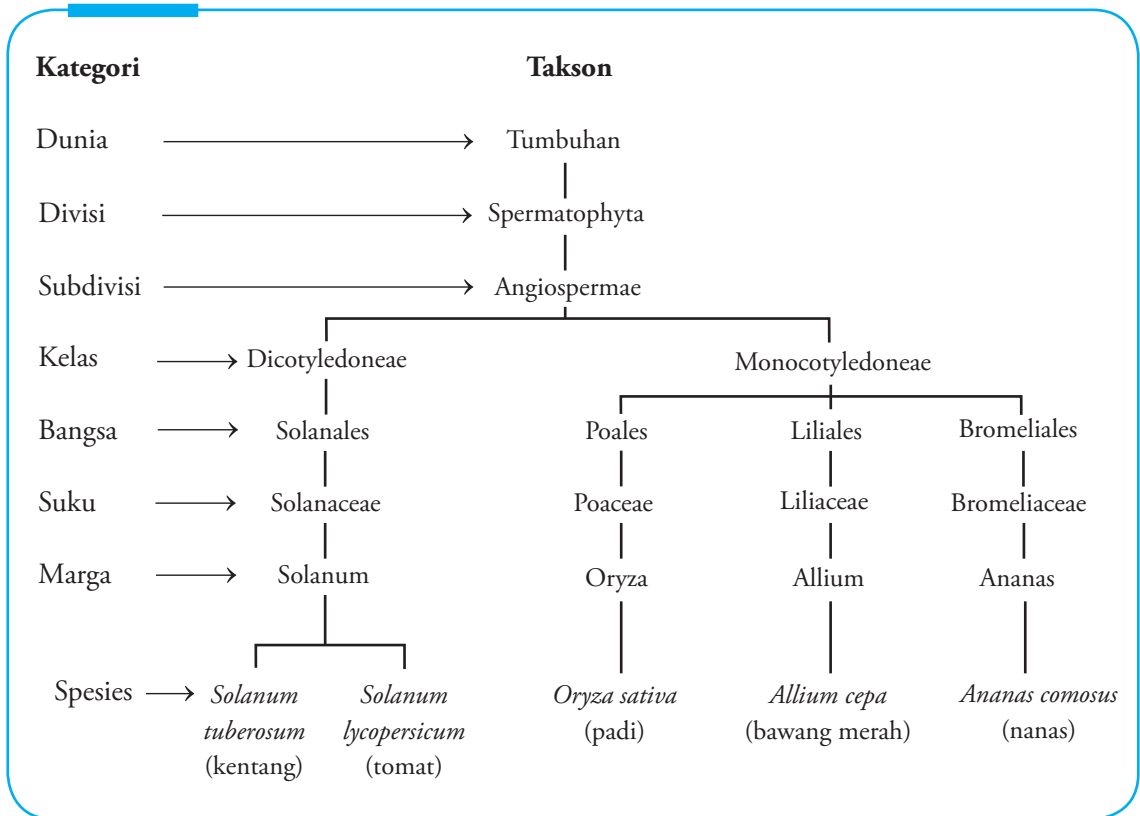 Kategori Takson
Dunia Tumbuhan
Divisi Spermatophyta
Subdivisi Angiospermae
Kelas Dicotyledoneae Monocotyledoneae
Bangsa Solanales Poales Liliales Bromeliales
Suku Solanaceae Poaceae Liliaceae Bromeliaceae
Marga Solanum Oryza Allium Ananas
Spesies Solanum Solanum Oryza sativa Allium cepa Ananas comosus
tuberosum lycopersicum (padi) (bawang merah) (nanas)
(kentang) (tomat)